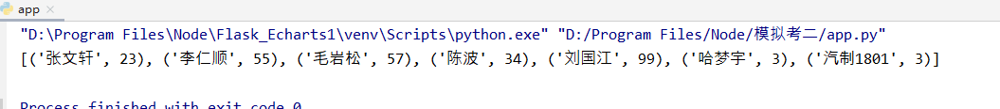 app
"D:\Program Files\Node\Flask_Echarts1\venv\Scripts\python.exe" "D:/Program Files/Node/模拟考二/app.py"
[('张文轩', 23), ('李仁顺', 55), ('毛岩松', 57), ('陈波', 34), ('刘国江', 99), ('哈梦宇', 3), ('汽制1801', 3)]
Process finished with exit code 0